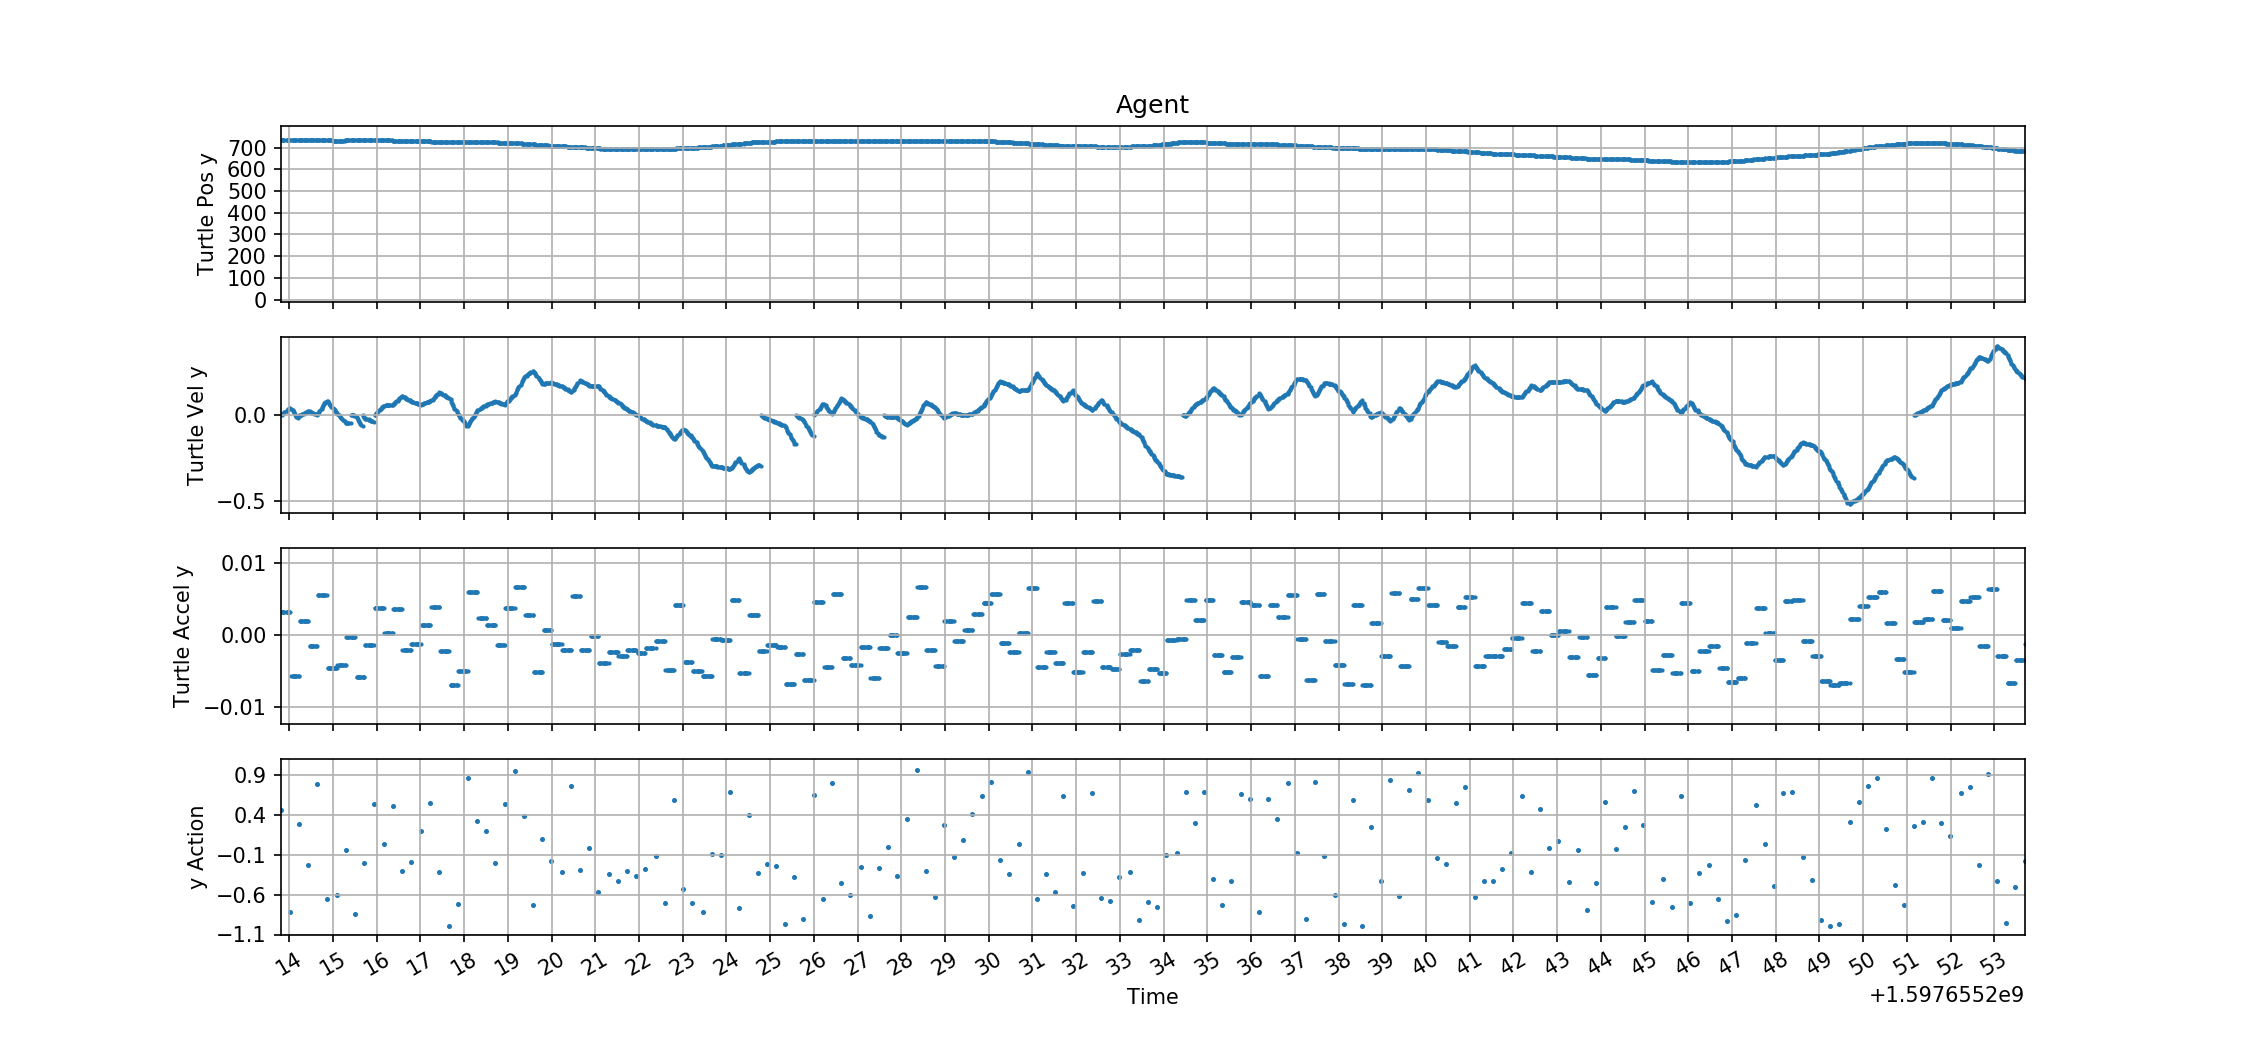 Agent
Turtle Pos y
700
600
500
400
300
200
100
0
Turtle Vel y
0.0
−0.5
Turtle Accel y
0.01
0.00
−0.01
y Action
0.9
0.4
−0.1
−0.6
−1.1
14 15 16 17 18 19 20 21 22 23 24 25 26 27 28 29 30 31 32 33 34 35 36 37 38 39 40 41 42 43 44 45 46 47 48 49 50 51 52 53
Time
+1.5976552e9